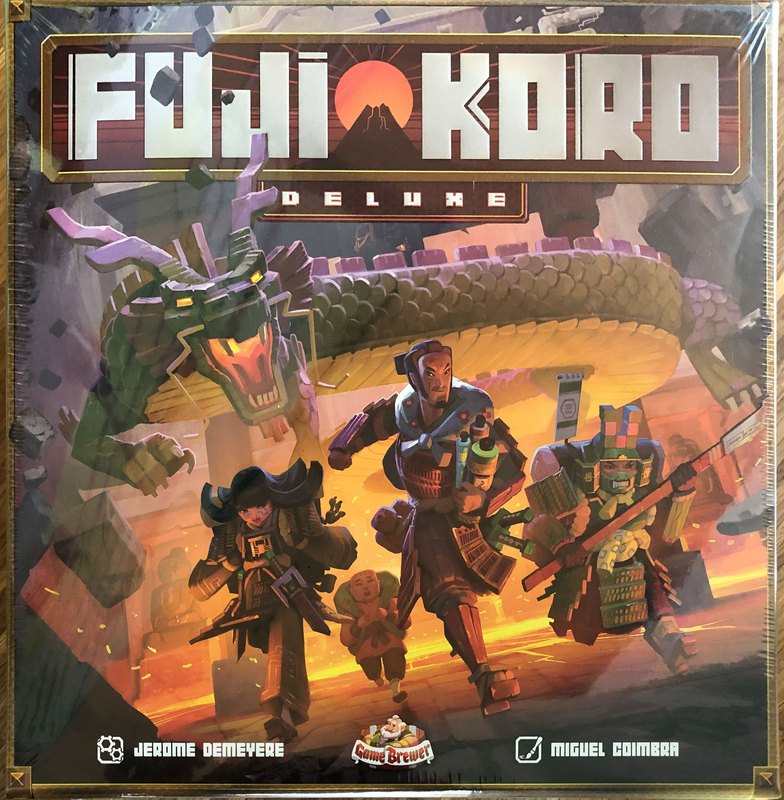 FUJI KORO
DELUXE
JEROME DEMEYERE
Game Brewer
MIGUEL COIMBRA